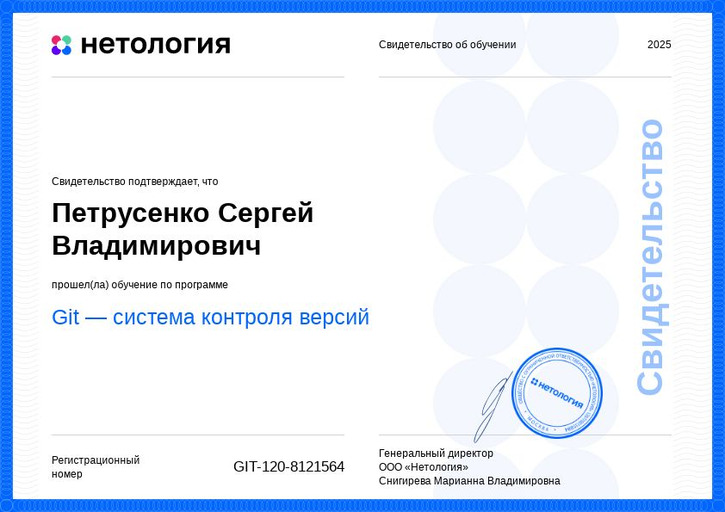 нетология
Свидетельство об обучении
2025
Свидетельство подтверждает, что
Петрусенко Сергей
Владимирович
прошел(ла) обучение по программе
Git — система контроля версий
Свидетельство
нетология
МОСКВА
Регистрационный
номер
GIT-120-8121564
Генеральный директор
ООО «Нетология»
Снигирева Марианна Владимировна